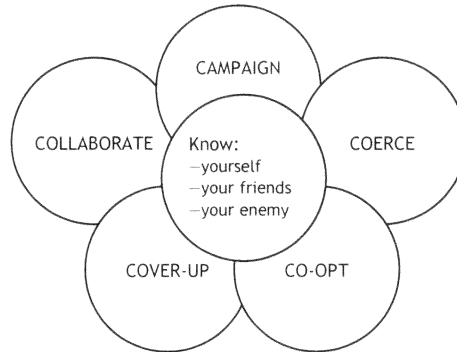 CAMPAIGN
COLLABORATE
COERCE
Know:
—yourself
—your friends
—your enemy
COVER-UP
CO-OPT